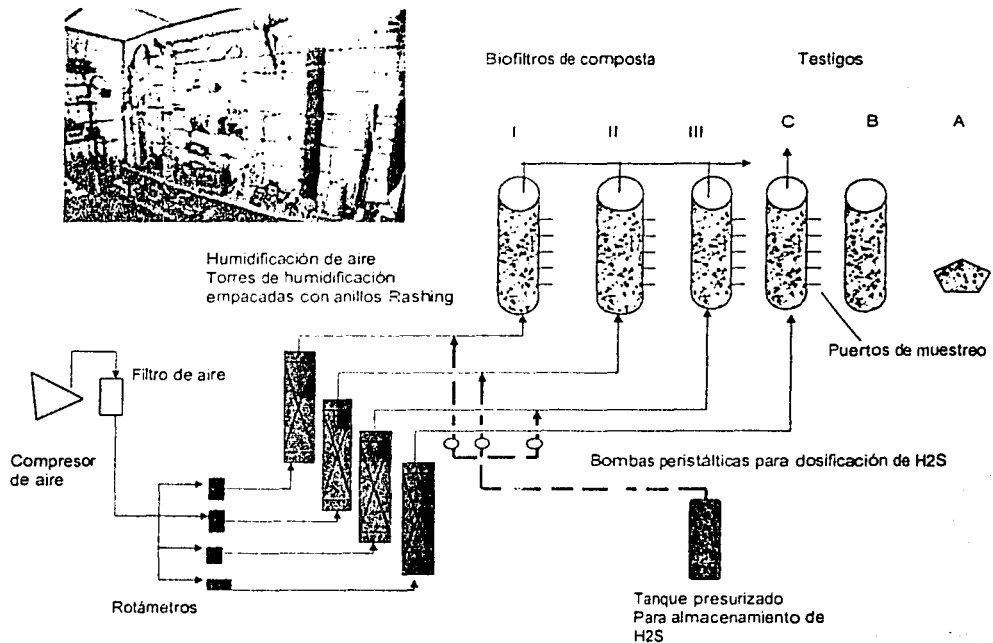 Biofiltros de composta
Testigos
I
II
III
C
B
A
Humidificación de aire
Torres de humidificación
empacadas con anillos Rashing
Puertos de muestreo
Filtro de aire
Compresor
de aire
Bombas peristálticas para dosificación de H2S
Rotámetros
Tanque presurizado
Para almacenamiento de
H2S